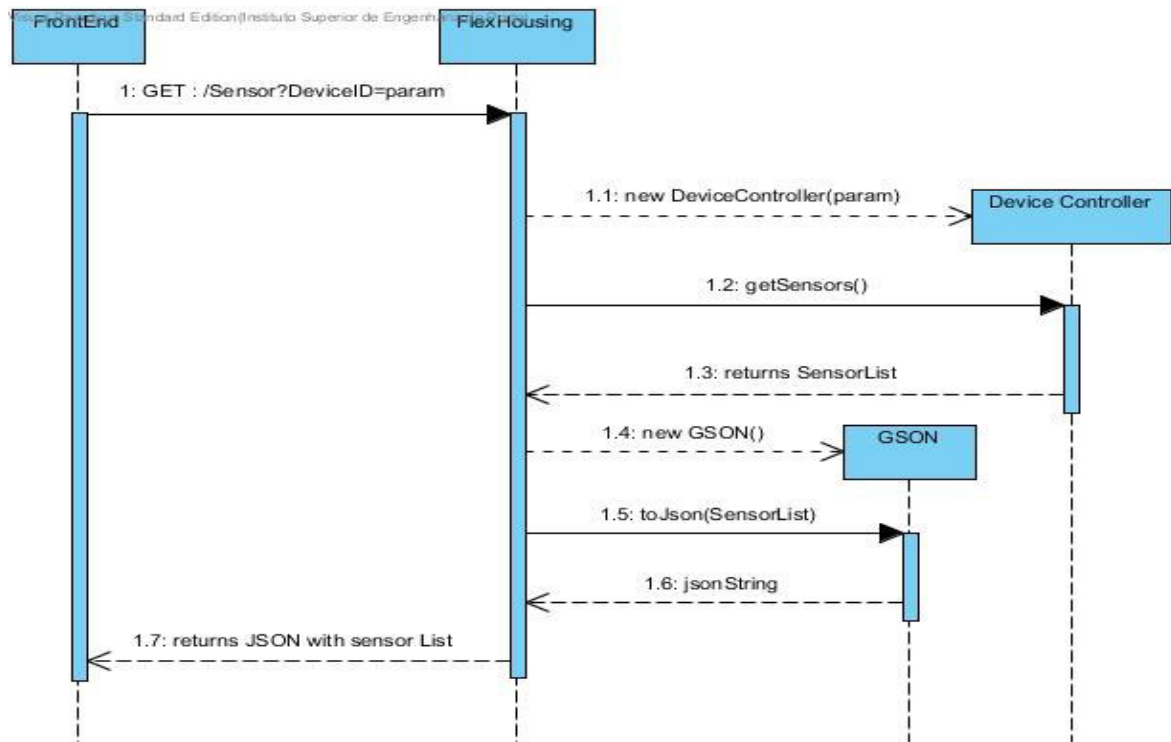 Standard Edition(Instituto Superior de
FrontEnd
FlexHousing
1: GET : /Sensor?DeviceID=param
1.1: new DeviceController(param)
Device Controller
1.2: getSensors()
1.3: returns SensorList
1.4: new GSON()
GSON
1.5: toJson(SensorList)
1.6: jsonString
1.7: returns JSON with sensor List